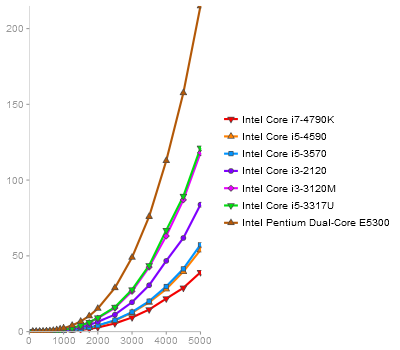 200
150
100
50
0
0 1000 2000 3000 4000 5000
Intel Core i7-4790K
Intel Core i5-4590
Intel Core i5-3570
Intel Core i3-2120
Intel Core i3-3120M
Intel Core i5-3317U
Intel Pentium Dual-Core E5300